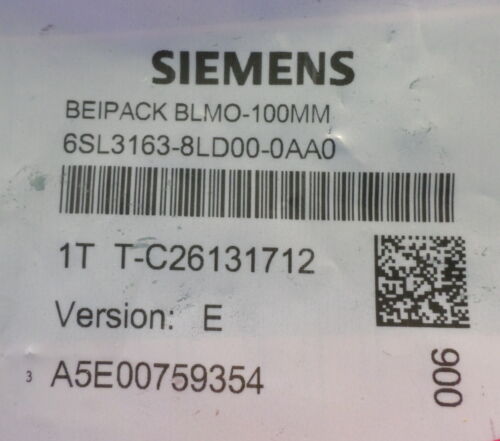 SIEMENS
BEIPACK BLMO-100MM
6SL3163-8LD00-0AA0
1T T-C26131712
Version: E
3 A5E00759354
006